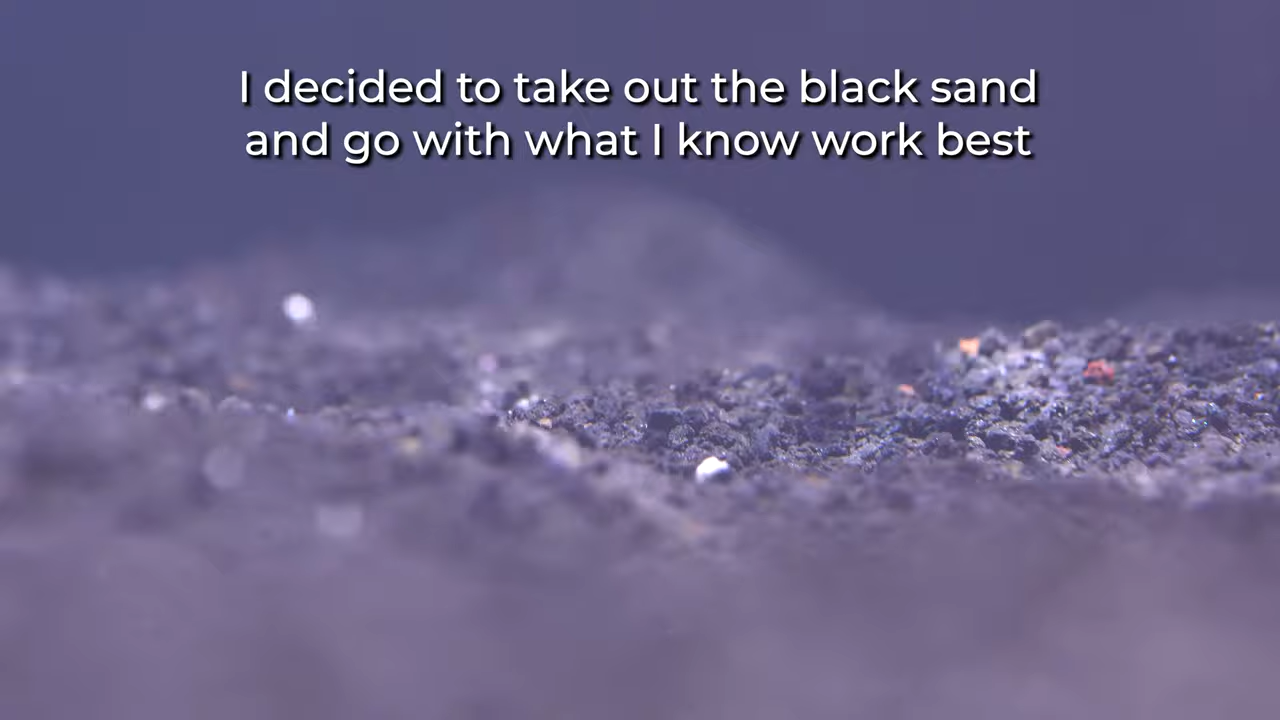 I decided to take out the black sand
and go with what I know work best